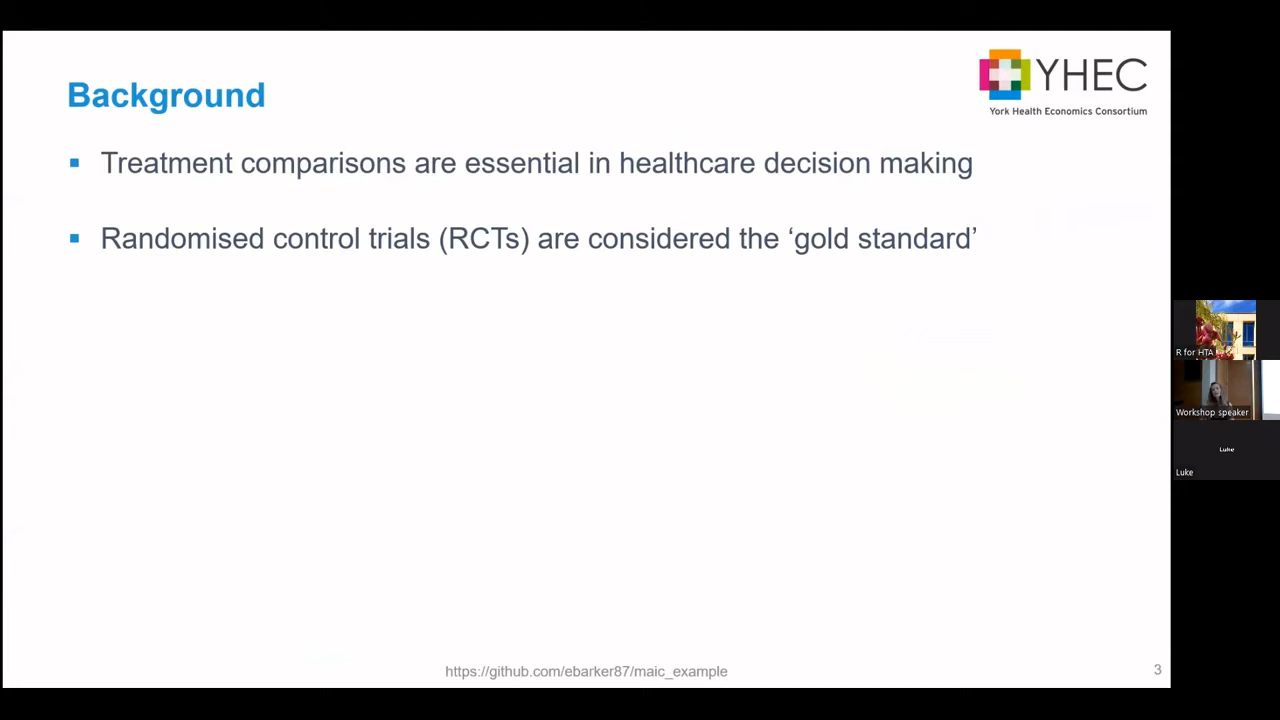 Background
YHEC
York Health Economics Consortium
Treatment comparisons are essential in healthcare decision making
Randomised control trials (RCTs) are considered the ‘gold standard’
R for HTA
Workshop speaker
Luke
Luke
https://github.com/ebarker87/maic_example
3